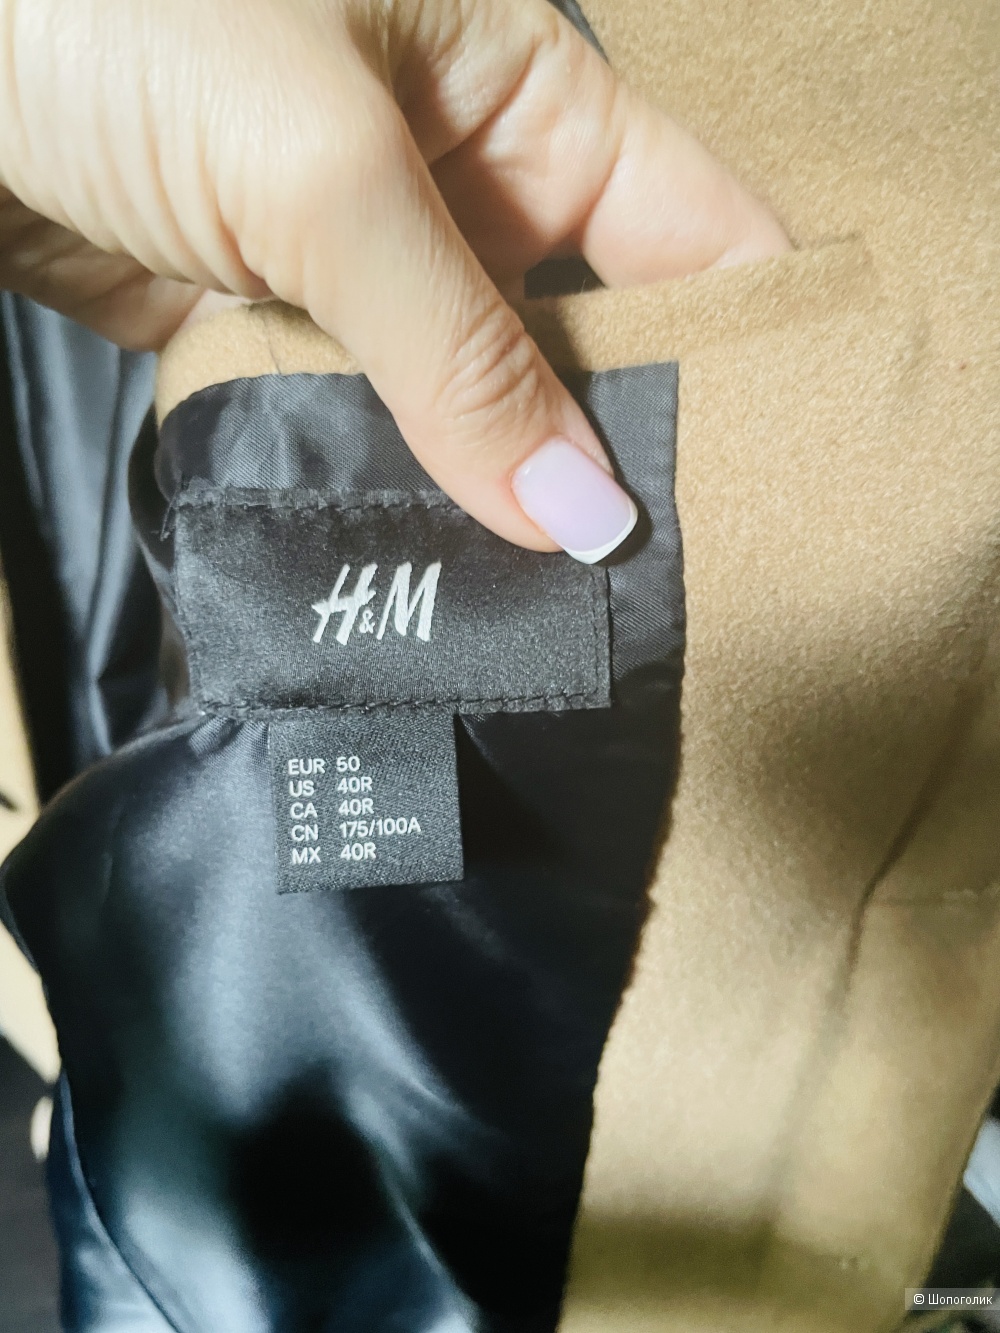 H&M
EUR 50
US 40R
CA 40R
CN 175/100A
MX 40R
© Шопоголик